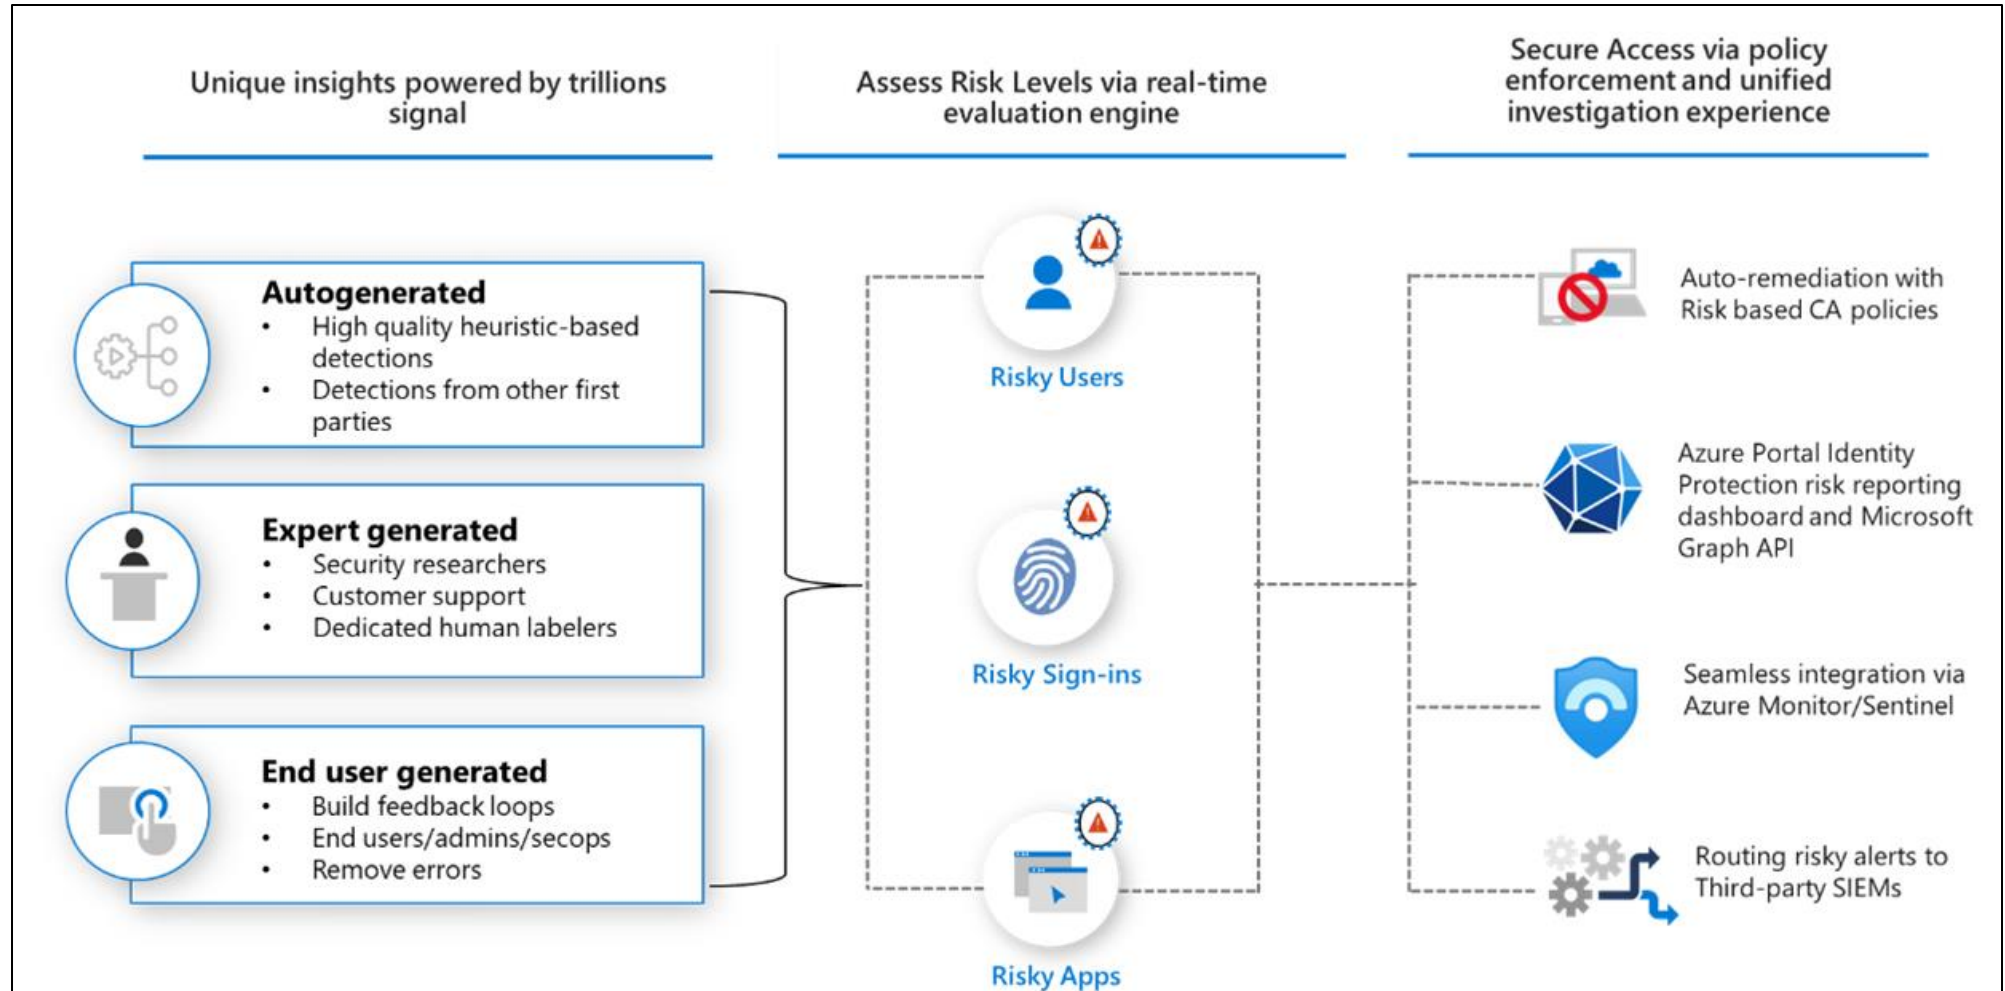 Unique insights powered by trillions
signal
Assess Risk Levels via real-time
evaluation engine
Secure Access via policy
enforcement and unified
investigation experience
Autogenerated
• High quality heuristic-based
detections
• Detections from other first
parties
Expert generated
• Security researchers
• Customer support
• Dedicated human labelers
End user generated
• Build feedback loops
• End users/admins/secops
• Remove errors
Risky Users
Risky Sign-ins
Risky Apps
Auto-remediation with
Risk based CA policies
Azure Portal Identity
Protection risk reporting
dashboard and Microsoft
Graph API
Seamless integration via
Azure Monitor/Sentinel
Routing risky alerts to
Third-party SIEMs